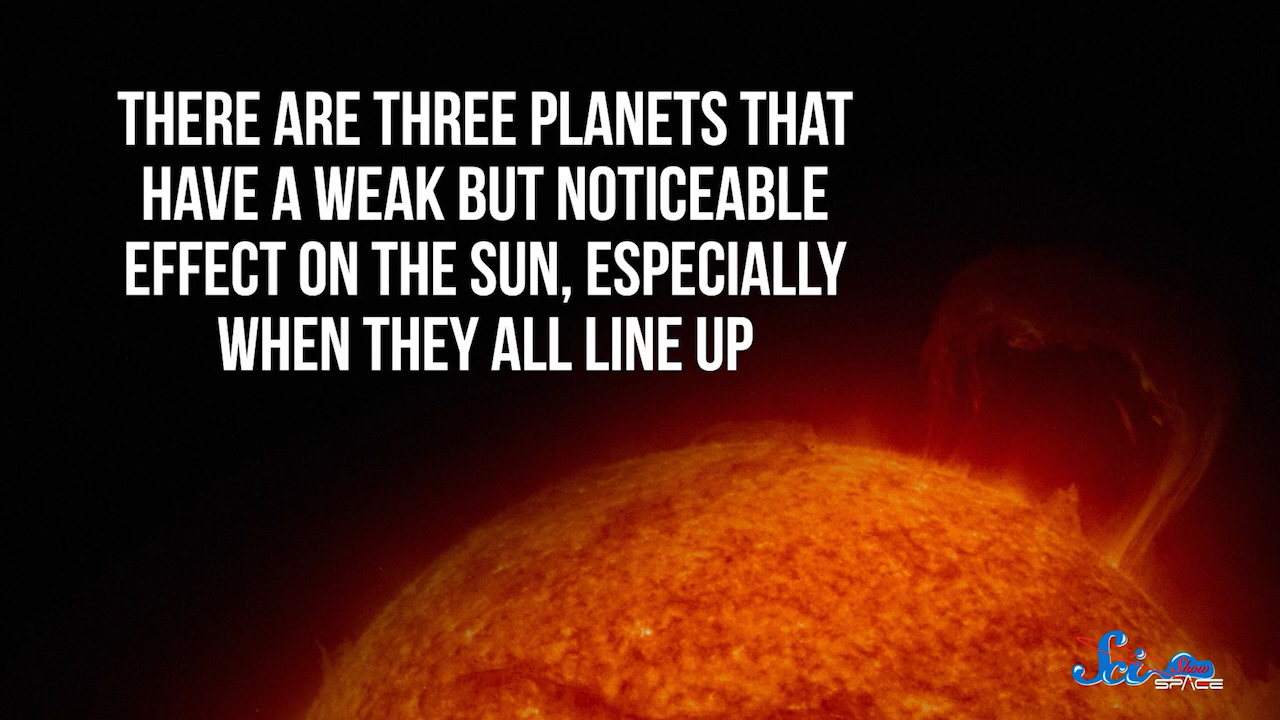 THERE ARE THREE PLANETS THAT
HAVE A WEAK BUT NOTICEABLE
EFFECT ON THE SUN, ESPECIALLY
WHEN THEY ALL LINE UP
Sci Show
SPACE